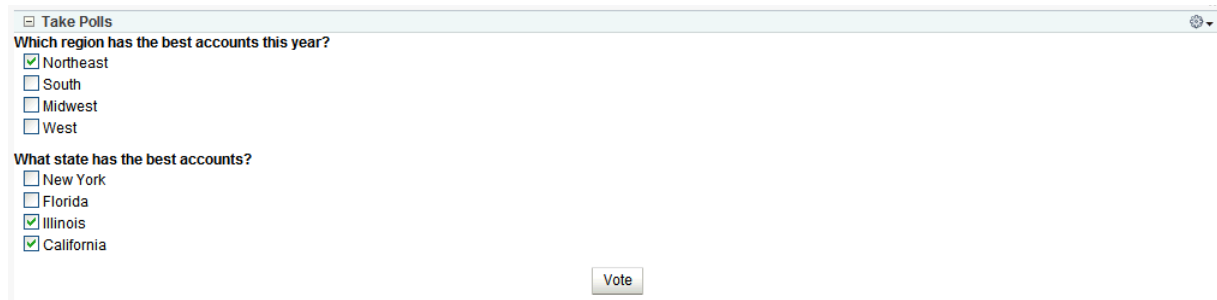 Take Polls
Which region has the best accounts this year?
Northeast
South
Midwest
West
What state has the best accounts?
New York
Florida
Illinois
California
Vote